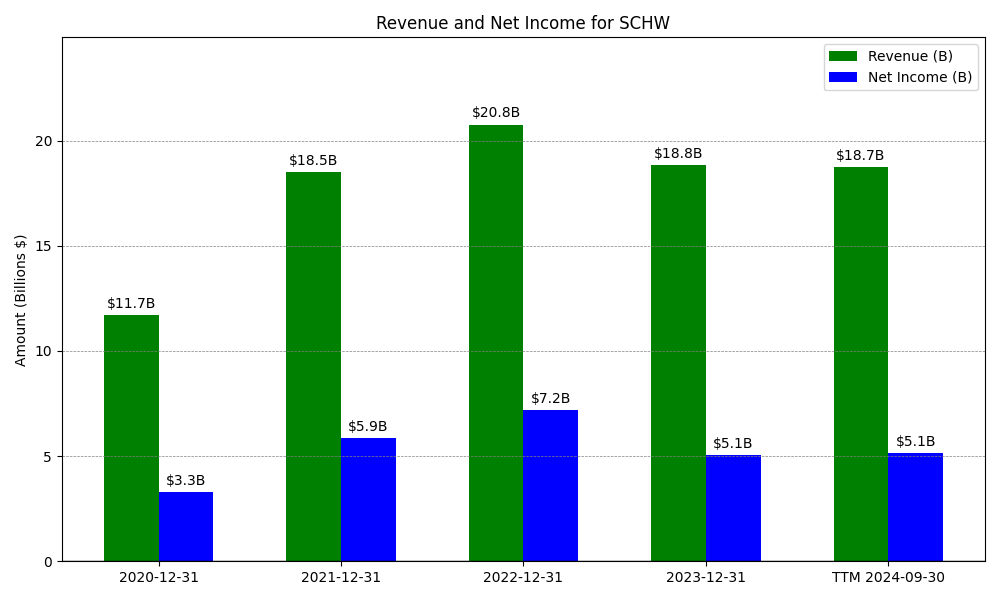 Revenue and Net Income for SCHW
Revenue (B)
Net Income (B)
Amount (Billions $)
20
15
10
5
0
$11.7B
$3.3B
$18.5B
$5.9B
$20.8B
$7.2B
$18.8B
$5.1B
$18.7B
$5.1B
2020-12-31
2021-12-31
2022-12-31
2023-12-31
TTM 2024-09-30